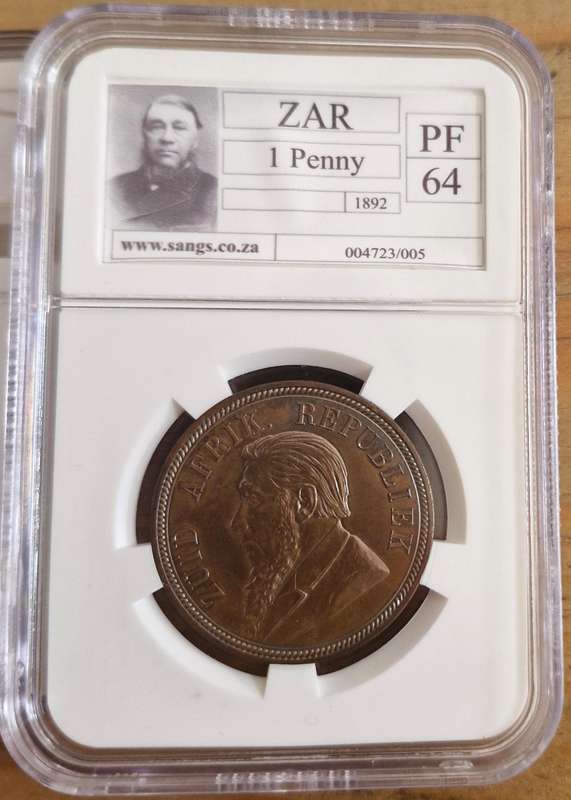 ZAR
1 Penny
1892
PF
64
www.sangs.co.za
004723/005
ZUID AFRIK. REPUBLIEK